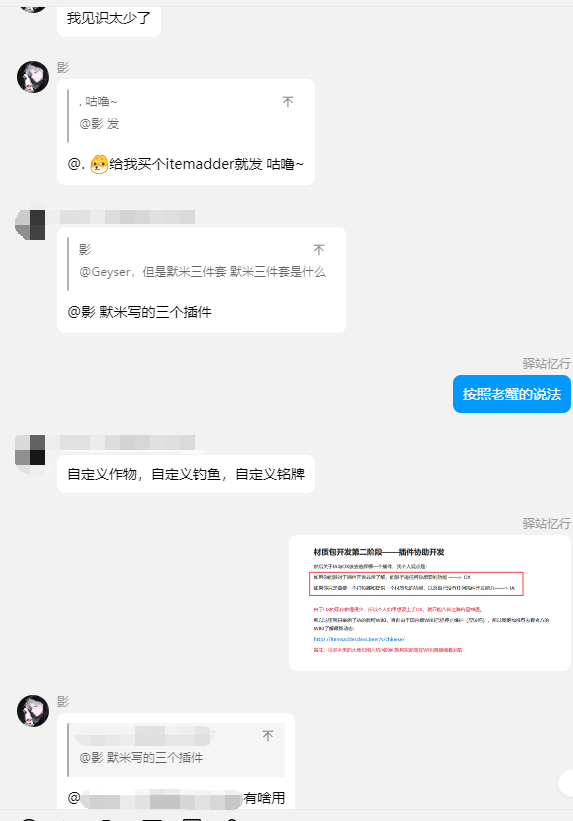 我见识太少了
影
. 咕噜~
@影 发
@. 给我买个itemadder就发 咕噜~
影
@Geyser，但是默米三件套 默米三件套是什么
@影 默米写的三个插件
驿站忆行
按照老蟹的说法
自定义作物，自定义钓鱼，自定义铭牌
驿站忆行
材质包开发第二阶段——插件协助开发
https://itemsadder.devs.beer/v/chinese/
影
@影 默米写的三个插件
@
有啥用